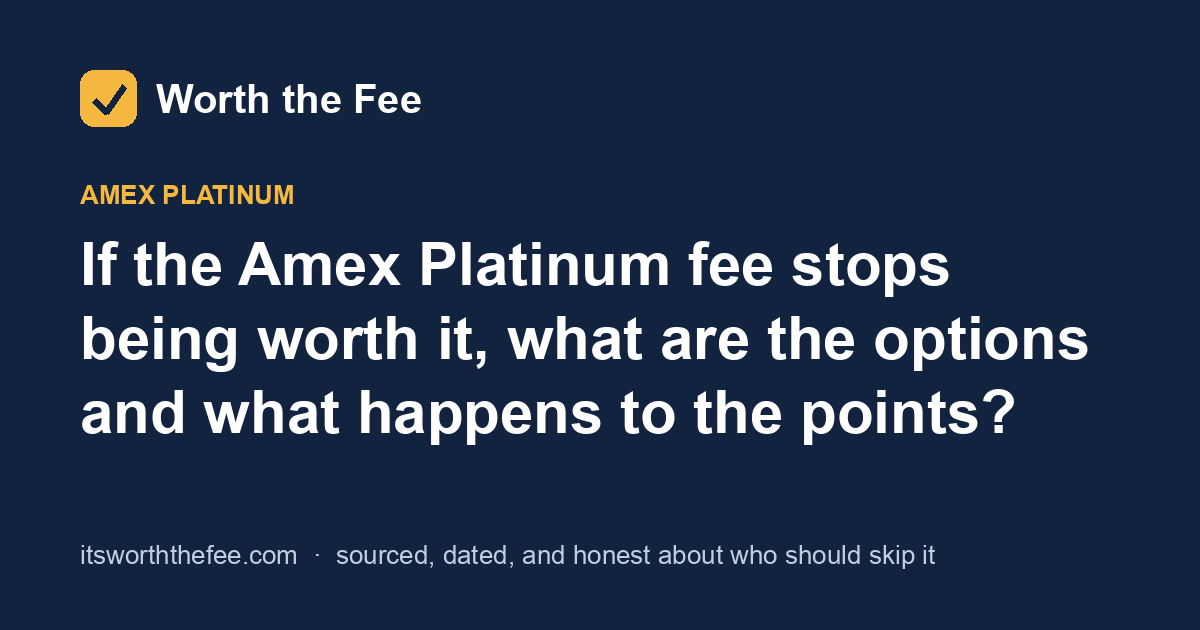 Worth the Fee
AMEX PLATINUM
If the Amex Platinum fee stops
being worth it, what are the options
and what happens to the points?
itsworththefee.com · sourced, dated, and honest about who should skip it